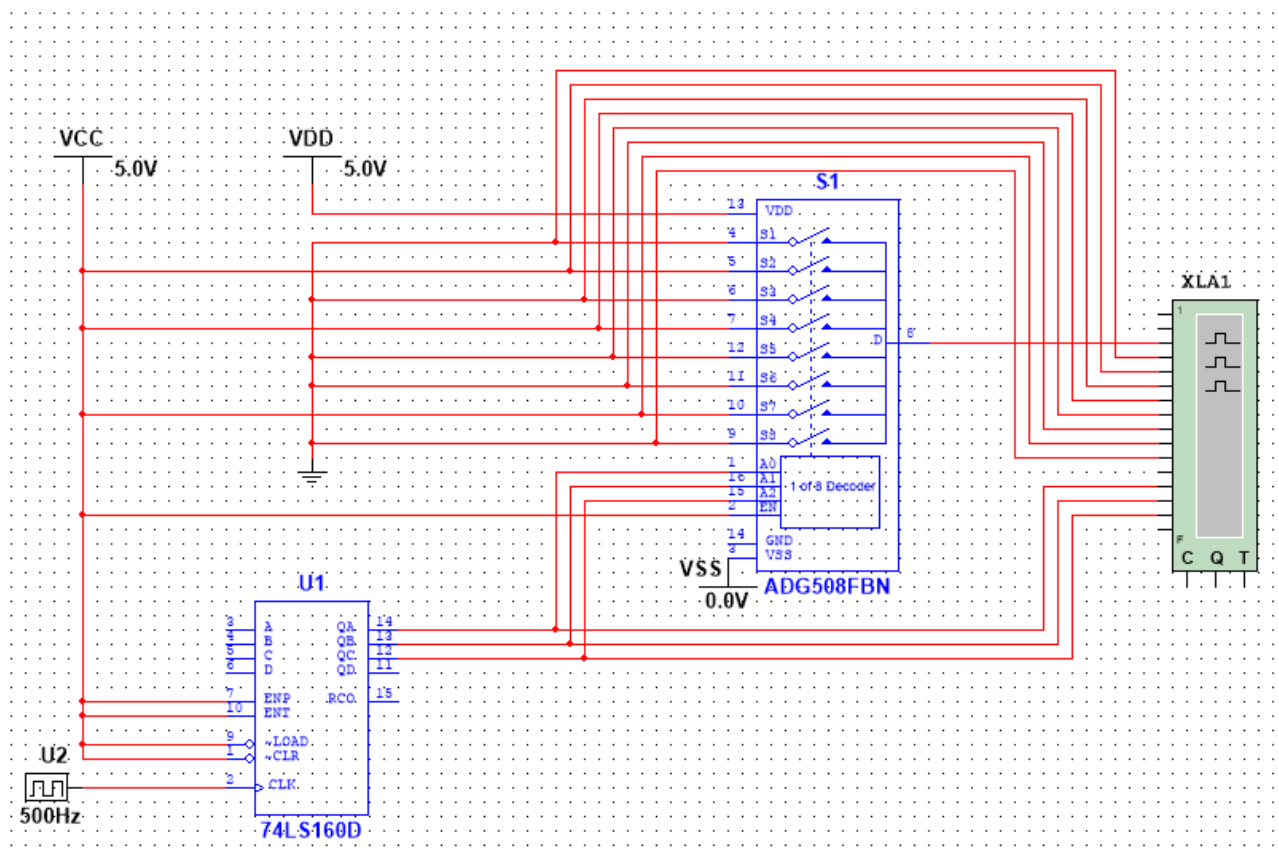 VCC
5.0V
VDD
5.0V
S1
13 VDD
4 S1
5 S2
6 S3
7 S4
12 S5
11 S6
10 S7
9 S8
D 8
1 A0
16 A1
15 A2
2 EN
1 of 8 Decoder
14 GND
3 VSS
VSS
0.0V
ADG508FBN
XLA1
1
F
C Q T
U1
3 A QA 14
4 B QB 13
5 C QC 12
6 D QD 11
7 ENP RCO 15
10 ENT
9 ~LOAD
1 ~CLR
2 CLK
74LS160D
U2
500Hz